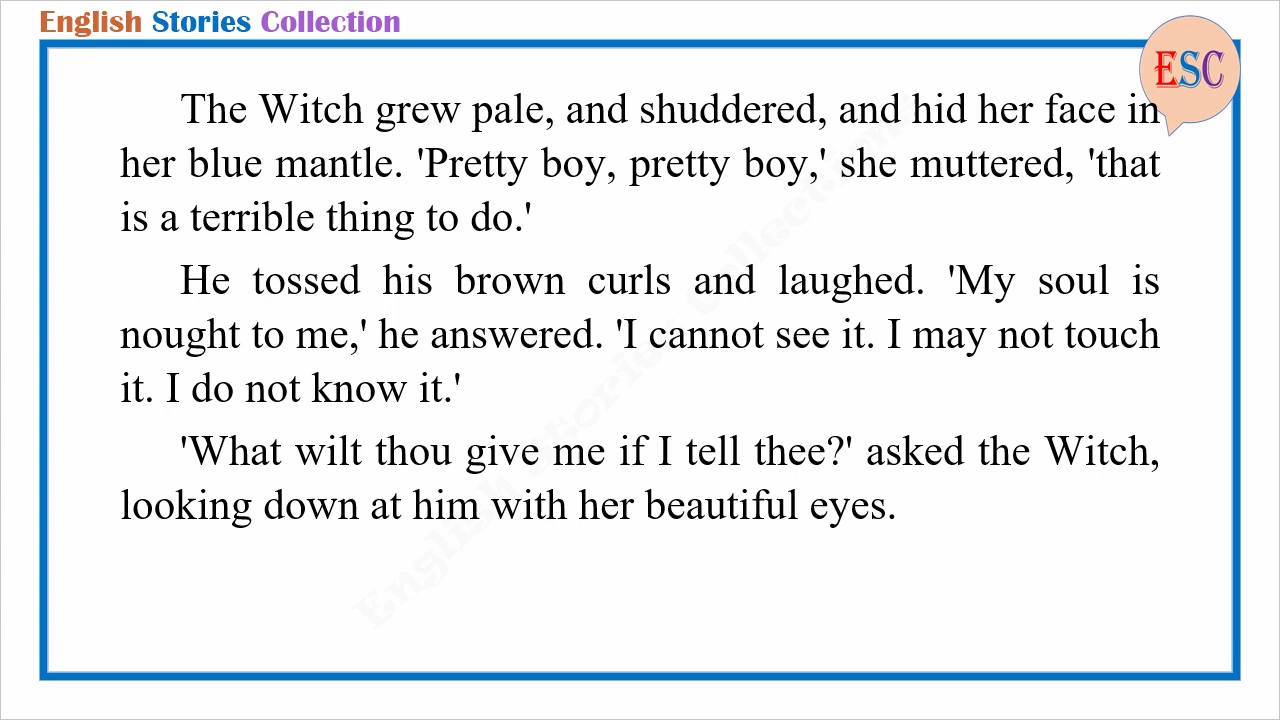 English Stories Collection
ESC
The Witch grew pale, and shuddered, and hid her face in
her blue mantle. 'Pretty boy, pretty boy,' she muttered, 'that
is a terrible thing to do.'
He tossed his brown curls and laughed. 'My soul is
nought to me,' he answered. 'I cannot see it. I may not touch
it. I do not know it.'
'What wilt thou give me if I tell thee?' asked the Witch,
looking down at him with her beautiful eyes.
English Stories Collection